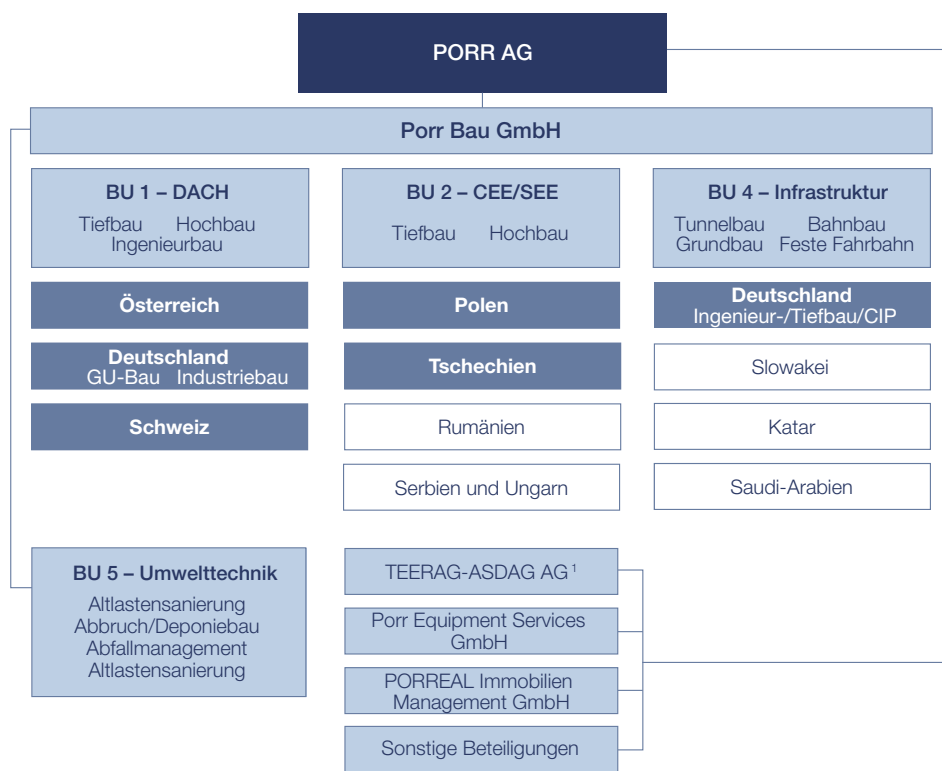 PORR AG
Porr Bau GmbH
BU 1 – DACH
Tiefbau Hochbau
Ingenieurbau
Österreich
Deutschland
GU-Bau Industriebau
Schweiz
BU 2 – CEE/SEE
Tiefbau Hochbau
Polen
Tschechien
Rumänien
Serbien und Ungarn
BU 4 – Infrastruktur
Tunnelbau Bahnbau
Grundbau Feste Fahrbahn
Deutschland
Ingenieur-/Tiefbau/CIP
Slowakei
Katar
Saudi-Arabien
BU 5 – Umwelttechnik
Altlastensanierung
Abbruch/Deponiebau
Abfallmanagement
Altlastensanierung
TEERAG-ASDAG AG ¹
Porr Equipment Services
GmbH
PORREAL Immobilien
Management GmbH
Sonstige Beteiligungen